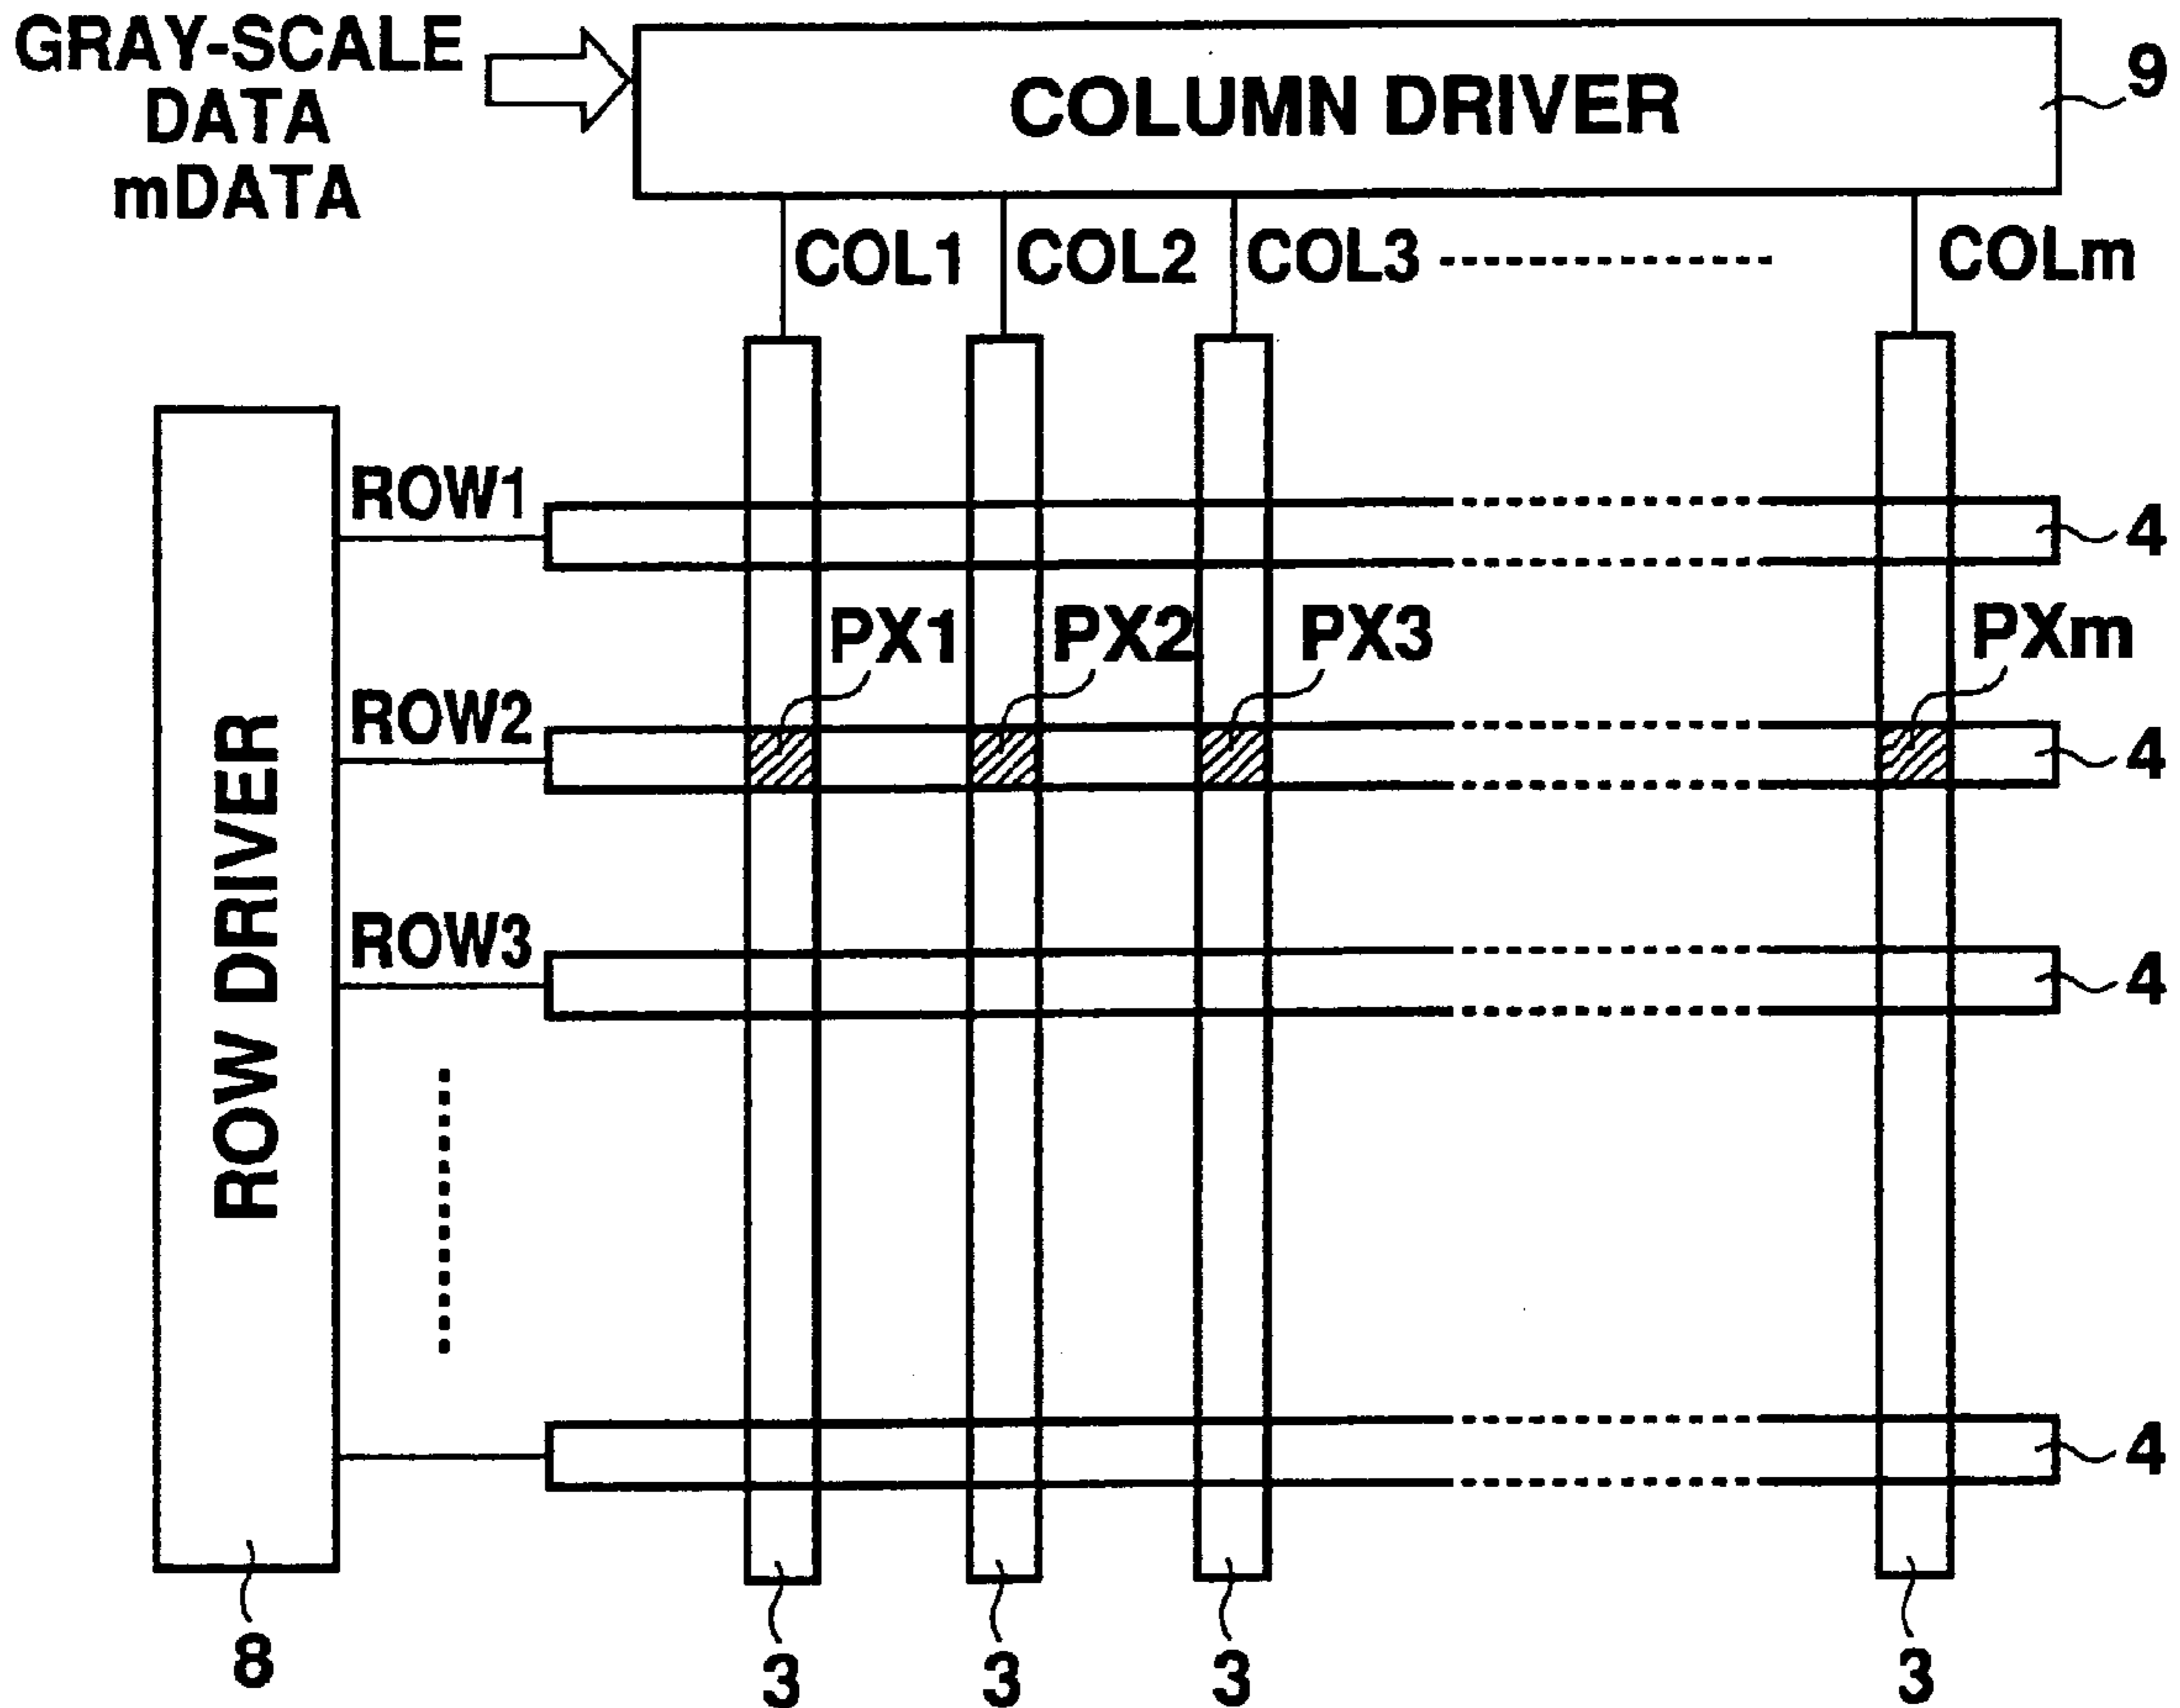 GRAY-SCALE
DATA
mDATA
COLUMN DRIVER
9
COL1
COL2
COL3
COLm
ROW1
4
PX1
PX2
PX3
PXm
ROW2
4
ROW DRIVER
ROW3
4
4
8
3
3
3
3